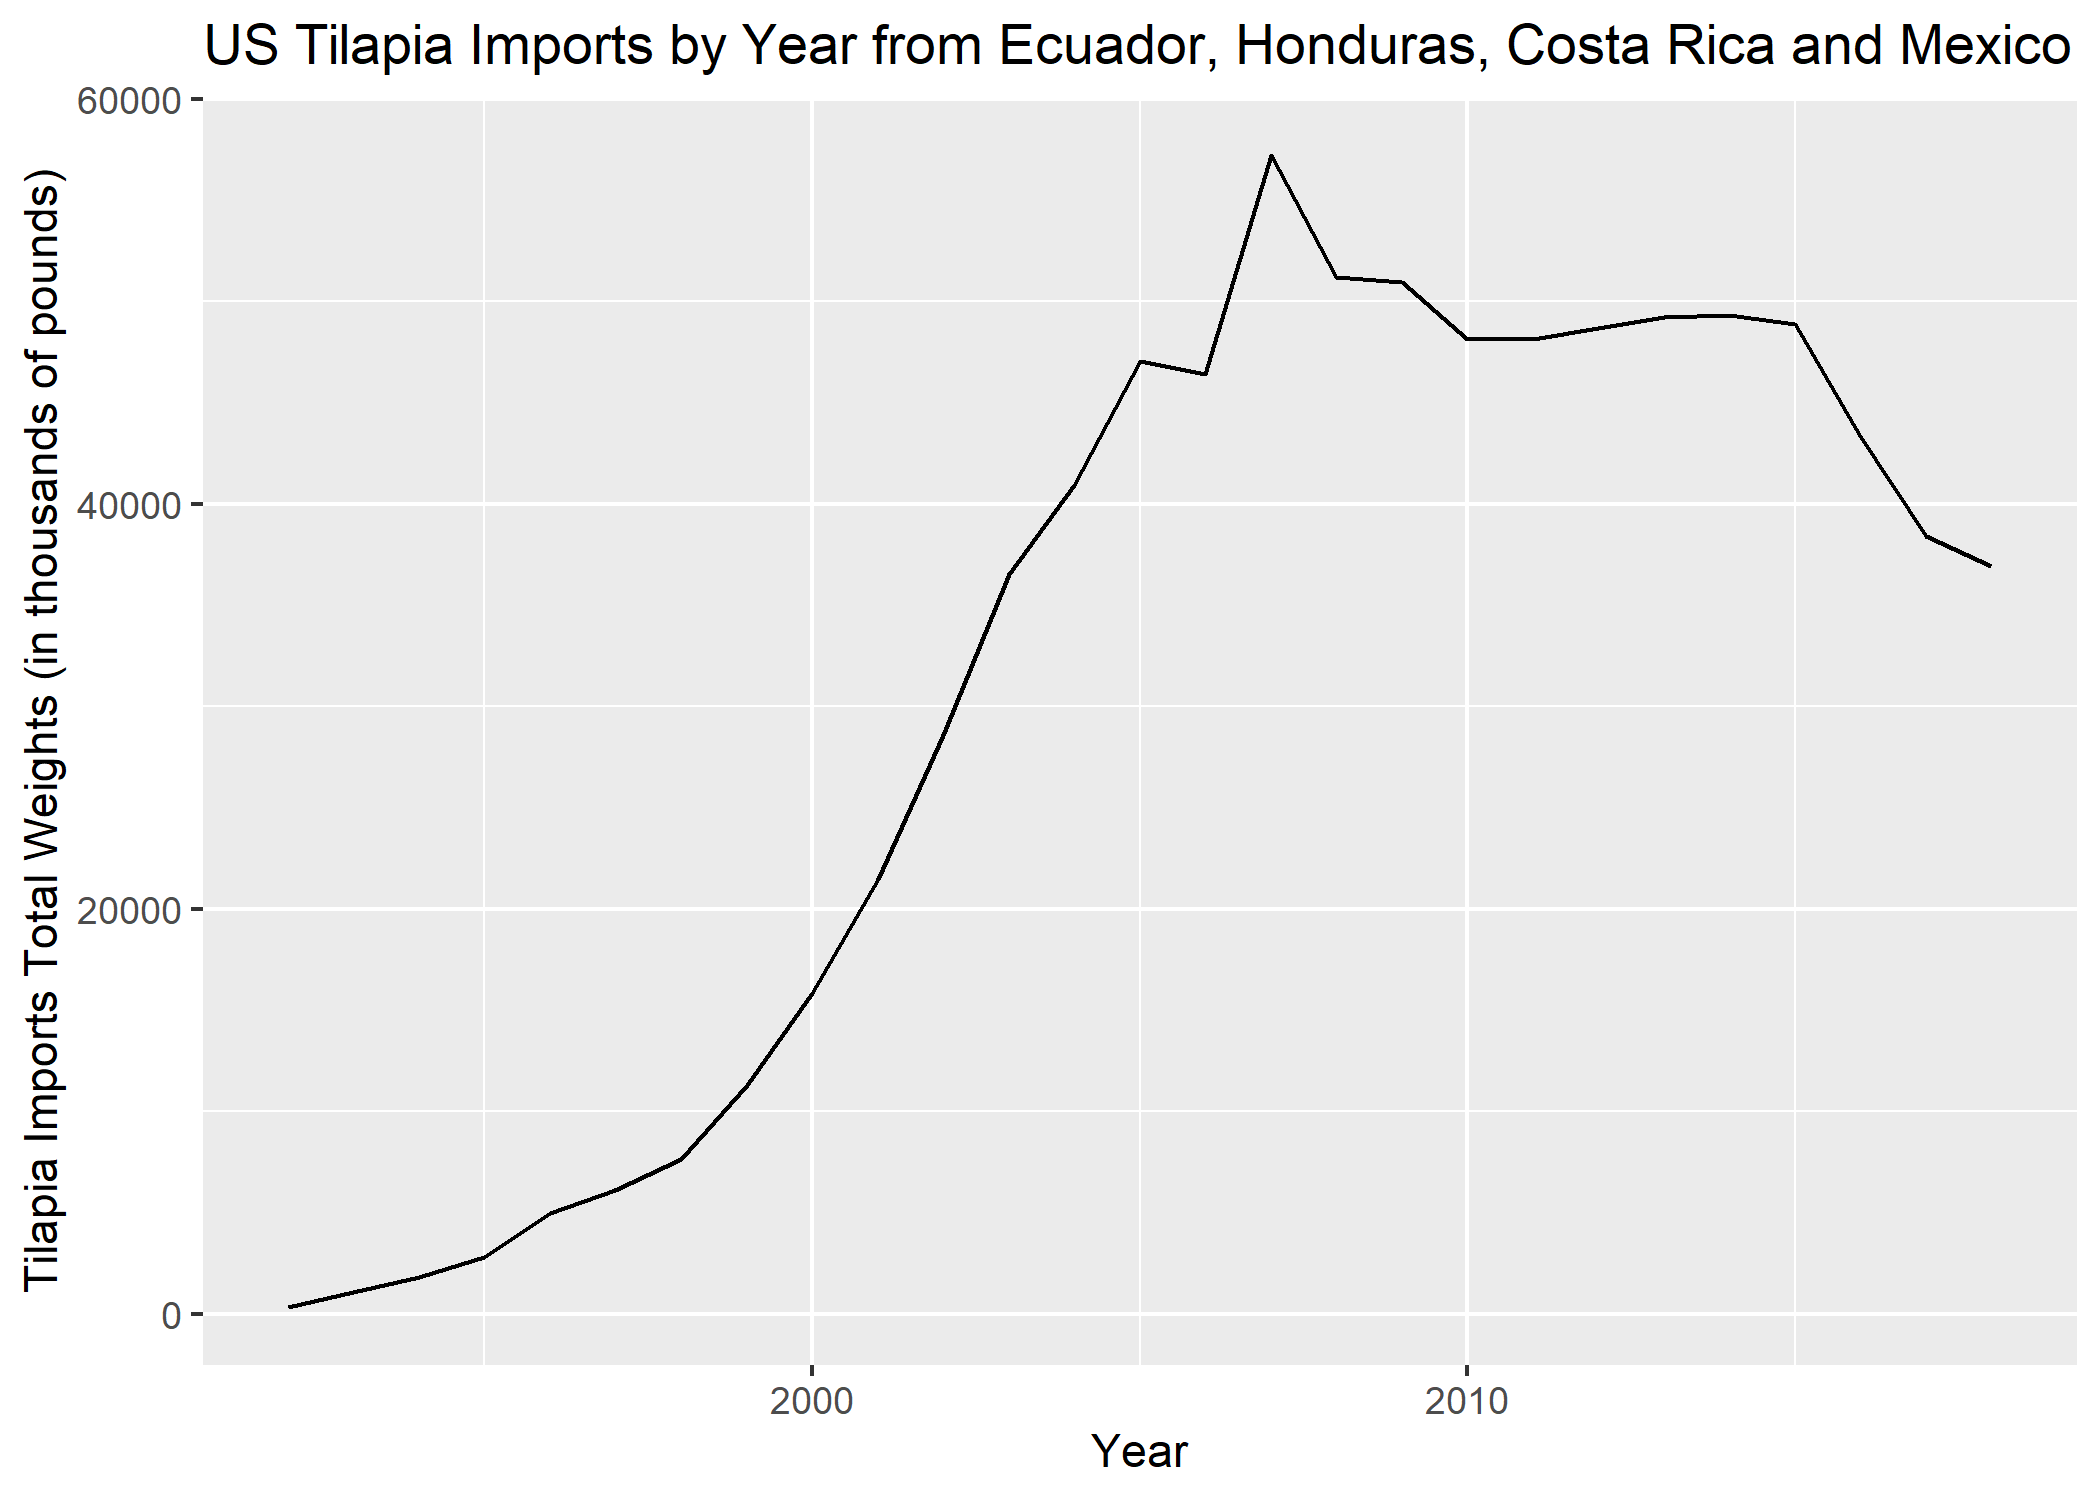 US Tilapia Imports by Year from Ecuador, Honduras, Costa Rica and Mexico
Tilapia Imports Total Weights (in thousands of pounds)
60000
40000
20000
0
2000
2010
Year